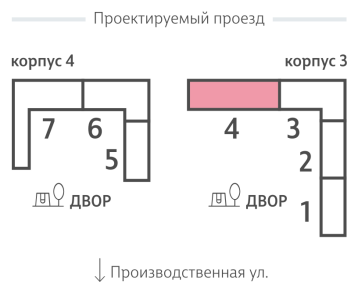 Проектируемый проезд
корпус 4
корпус 3
7
6
5
4
3
2
1
ДВОР
ДВОР
Производственная ул.